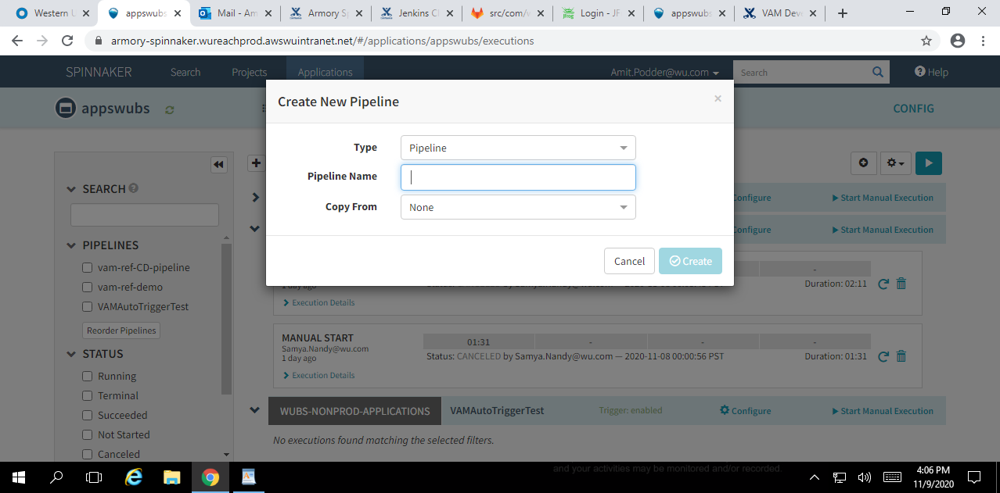 Western U
appswubs
Mail - Am
Armory S
Jenkins C
src/com/v
Login - JF
appswubs
VAM Dev
armory-spinnaker.wureachprod.awswuintranet.net/#/applications/appswubs/executions
SPINNAKER
Search
Projects
Applications
Amit.Podder@wu.com
Search
Help
appswubs
CONFIG
Create New Pipeline
Type
Pipeline
Pipeline Name
Copy From
None
Cancel
Create
SEARCH
PIPELINES
vam-ref-CD-pipeline
vam-ref-demo
VAMAutoTriggerTest
Reorder Pipelines
STATUS
Running
Terminal
Succeeded
Not Started
Canceled
Configure
Start Manual Execution
Configure
Start Manual Execution
-
1 day ago
Duration: 02:11
Execution Details
MANUAL START
Samya.Nandy@wu.com
1 day ago
01:31
-
-
-
Status: CANCELED by Samya.Nandy@wu.com — 2020-11-08 00:00:56 PST
Duration: 01:31
Execution Details
WUBS-NONPROD-APPLICATIONS
VAMAutoTriggerTest
Trigger: enabled
Configure
Start Manual Execution
No executions found matching the selected filters.
and your activities may be monitored and/or recorded.
4:06 PM
11/9/2020